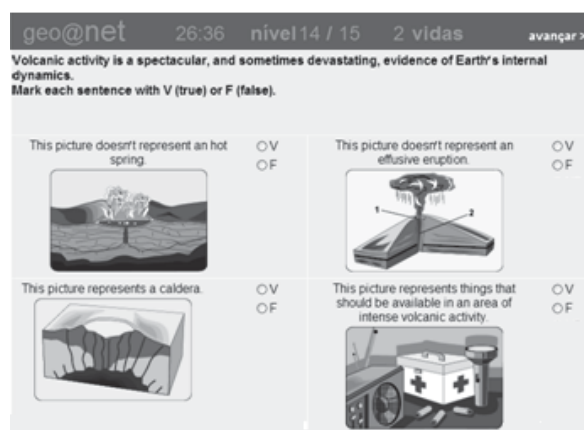 geo@net 26:36 nível 14 / 15 2 vidas avançar >
Volcanic activity is a spectacular, and sometimes devastating, evidence of Earth's internal
dynamics.
Mark each sentence with V (true) or F (false).
This picture doesn't represent an hot
spring.
V
F
This picture doesn't represent an
effusive eruption.
V
F
1
2
This picture represents a caldera.
V
F
This picture represents things that
should be available in an area of
intense volcanic activity.
V
F